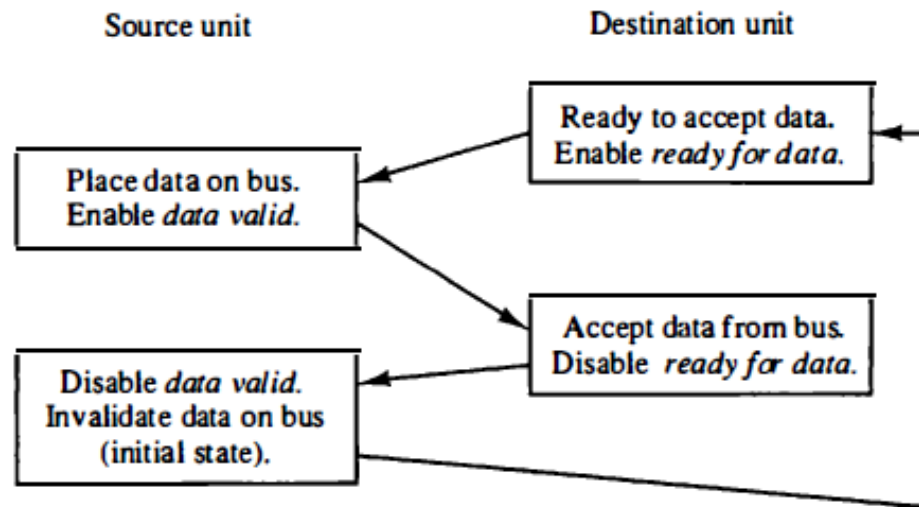 Source unit
Destination unit
Ready to accept data.
Enable ready for data.
Place data on bus.
Enable data valid.
Accept data from bus.
Disable ready for data.
Disable data valid.
Invalidate data on bus
(initial state).